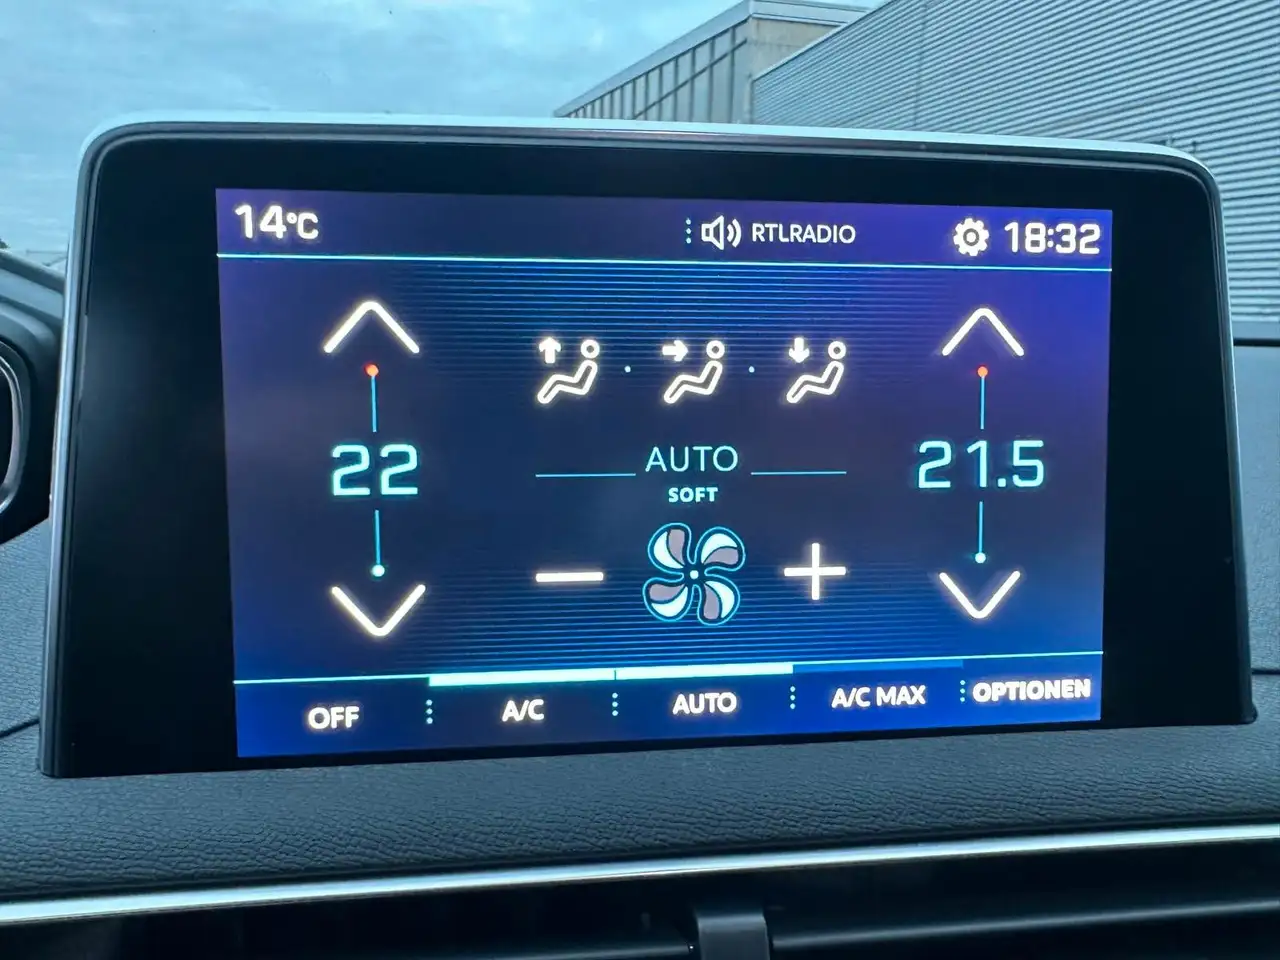 14°C RTLRADIO 18:32
22 21.5
AUTO
SOFT
OFF A/C AUTO A/C MAX OPTIONEN